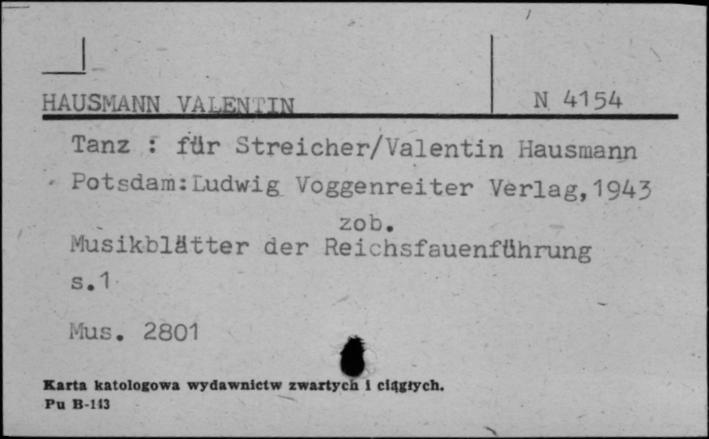 HAUSMANN VALENTIN N 4154
Tanz : für Streicher/Valentin Hausmann
Potsdam:Ludwig Voggenreiter Verlag,1943
zob.
Musikblätter der Reichsfauenführung
s.1
Mus. 2801
Karta katologowa wydawnictw zwartych i ciągłych.
Pu B-143